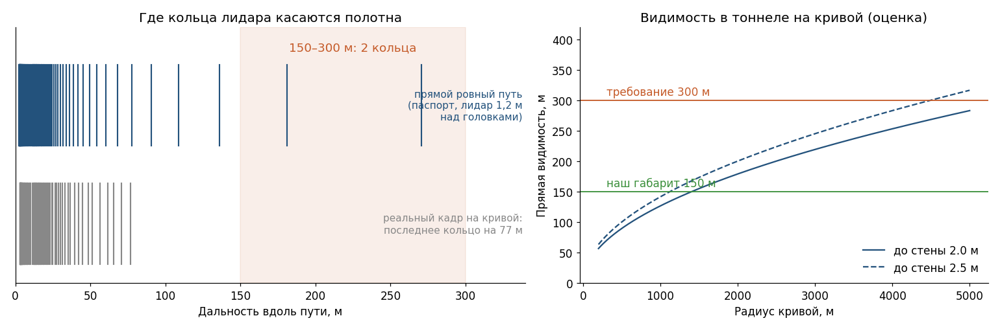 Где кольца лидара касаются полотна
150–300 м: 2 кольца
прямой ровный путь
(паспорт, лидар 1,2 м
над головками)
реальный кадр на кривой:
последнее кольцо на 77 м
0 50 100 150 200 250 300
Дальность вдоль пути, м
Видимость в тоннеле на кривой (оценка)
Прямая видимость, м
400
350
300
250
200
150
100
50
0
требование 300 м
наш габарит 150 м
до стены 2.0 м
до стены 2.5 м
0 1000 2000 3000 4000 5000
Радиус кривой, м